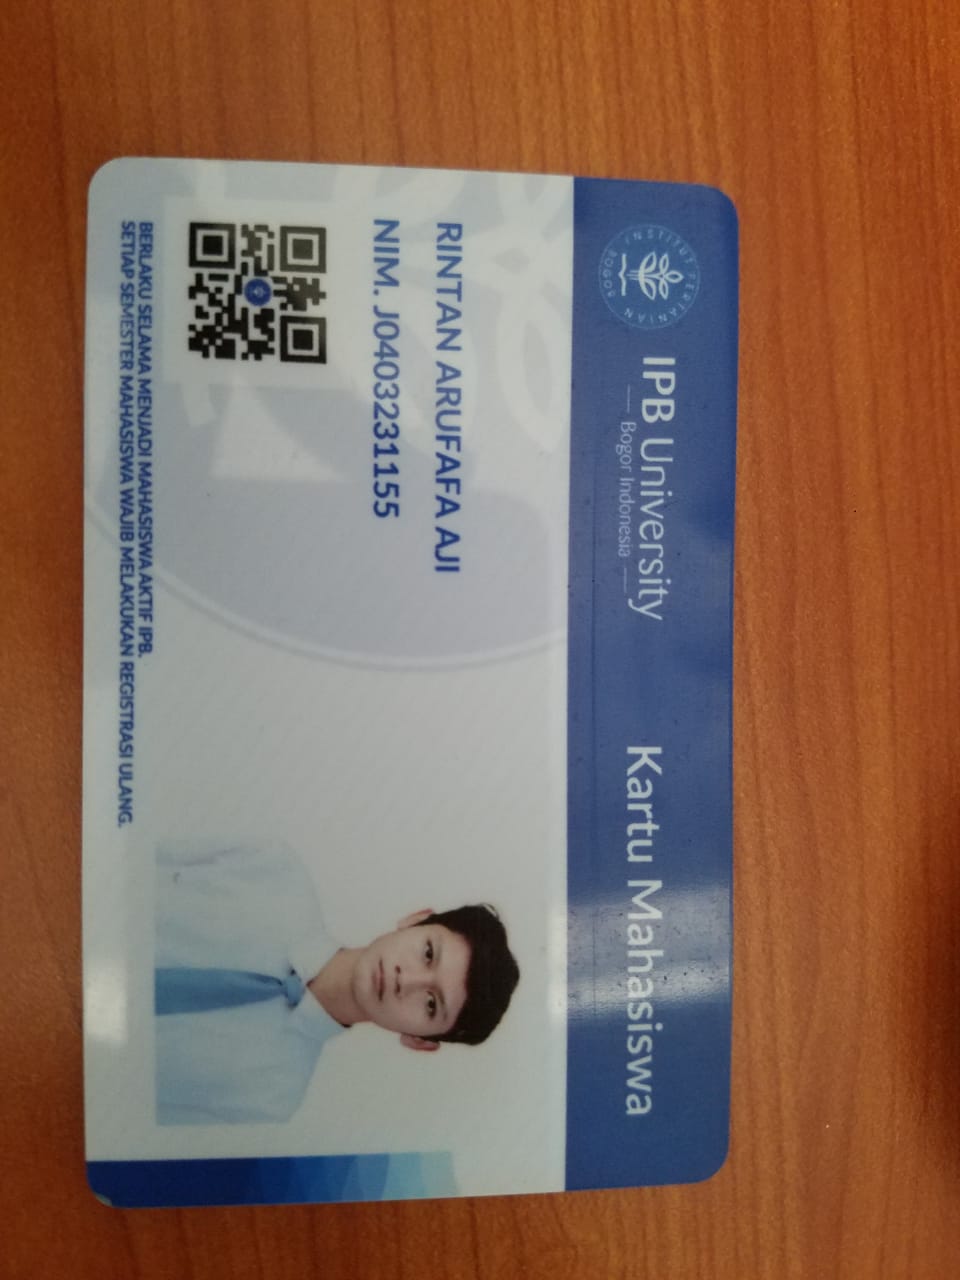 INSTITUT PERTANIAN BOGOR
IPB University
Bogor Indonesia
Kartu Mahasiswa
RINTAN ARUFAFA AJI
NIM. J0403231155
BERLAKU SELAMA MENJADI MAHASISWA AKTIF IPB.
SETIAP SEMESTER MAHASISWA WAJIB MELAKUKAN REGISTRASI ULANG.